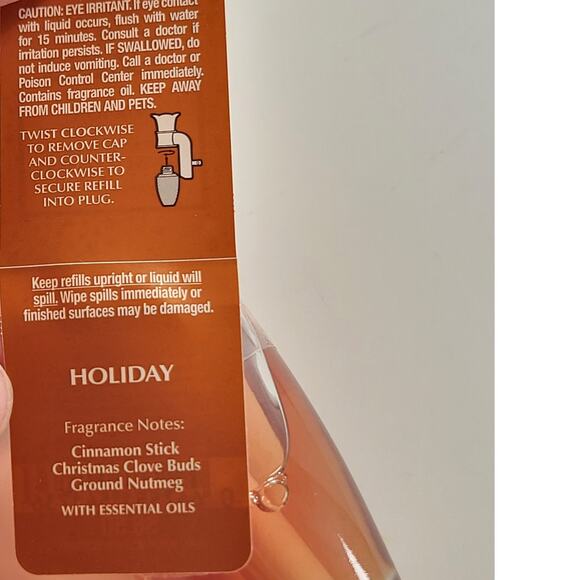 CAUTION: EYE IRRITANT. If eye contact
with liquid occurs, flush with water
for 15 minutes. Consult a doctor if
irritation persists. IF SWALLOWED, do
not induce vomiting. Call a doctor or
Poison Control Center immediately.
Contains fragrance oil. KEEP AWAY
FROM CHILDREN AND PETS.
TWIST CLOCKWISE
TO REMOVE CAP
AND COUNTER-
CLOCKWISE TO
SECURE REFILL
INTO PLUG.
Keep refills upright or liquid will
spill. Wipe spills immediately or
finished surfaces may be damaged.
HOLIDAY
Fragrance Notes:
Cinnamon Stick
Christmas Clove Buds
Ground Nutmeg
WITH ESSENTIAL OILS